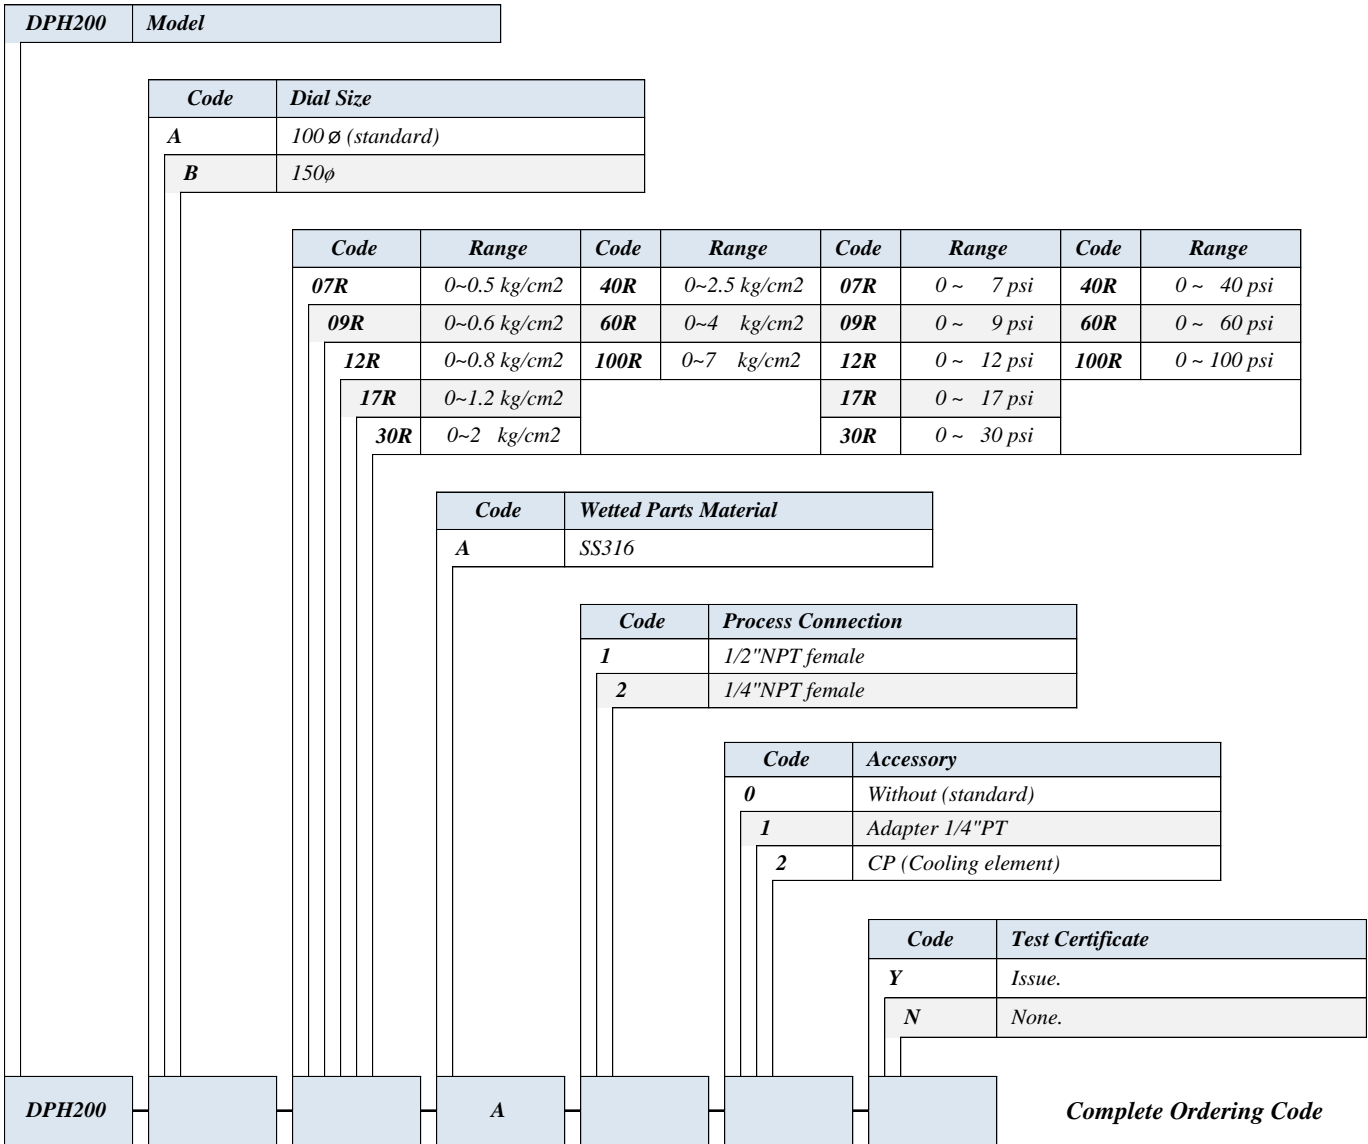 DPH200 Model
Code Dial Size
A 100 Ø (standard)
B 150ø
Code Range Code Range Code Range Code Range
07R 0~0.5 kg/cm2 40R 0~2.5 kg/cm2 07R 0 ~ 7 psi 40R 0 ~ 40 psi
09R 0~0.6 kg/cm2 60R 0~4 kg/cm2 09R 0 ~ 9 psi 60R 0 ~ 60 psi
12R 0~0.8 kg/cm2 100R 0~7 kg/cm2 12R 0 ~ 12 psi 100R 0 ~ 100 psi
17R 0~1.2 kg/cm2 17R 0 ~ 17 psi
30R 0~2 kg/cm2 30R 0 ~ 30 psi
Code Wetted Parts Material
A SS316
Code Process Connection
1 1/2"NPT female
2 1/4"NPT female
Code Accessory
0 Without (standard)
1 Adapter 1/4"PT
2 CP (Cooling element)
Code Test Certificate
Y Issue.
N None.
DPH200 A Complete Ordering Code